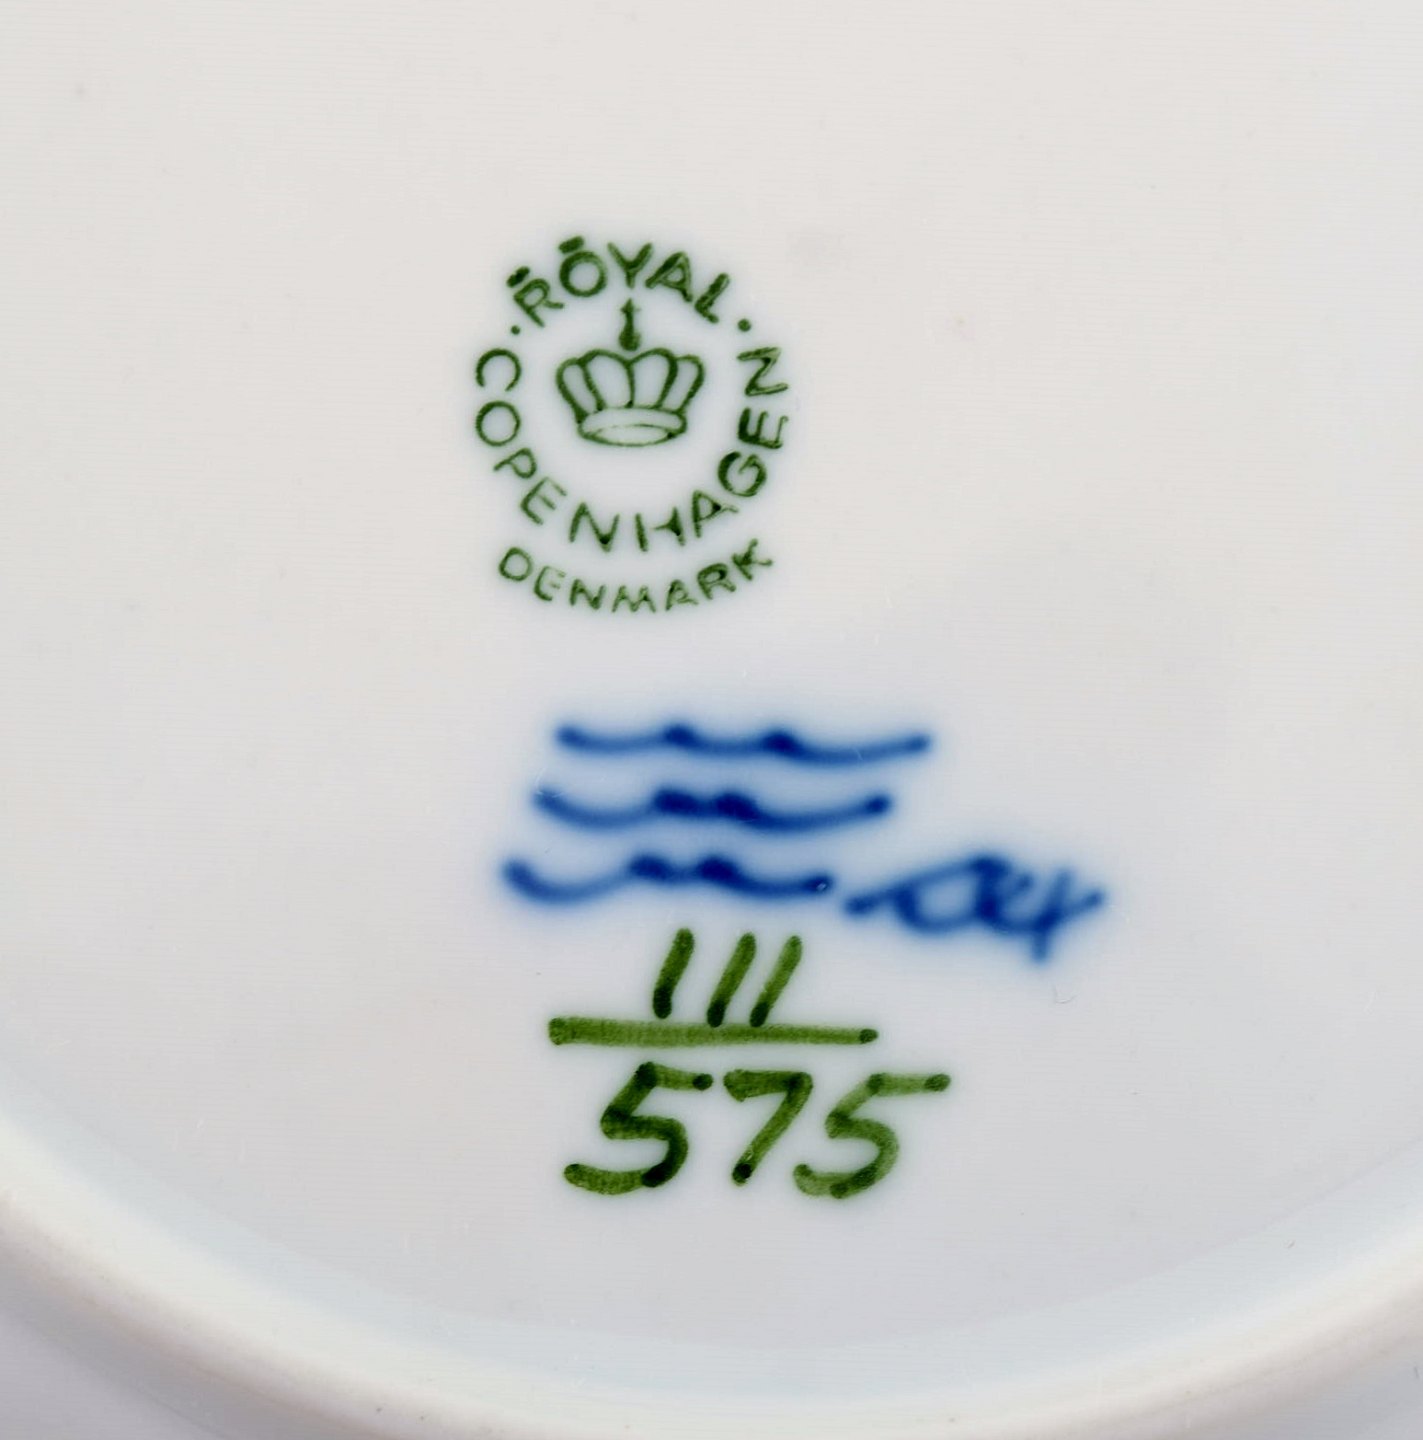 ROYAL
COPENHAGEN
DENMARK
111
575